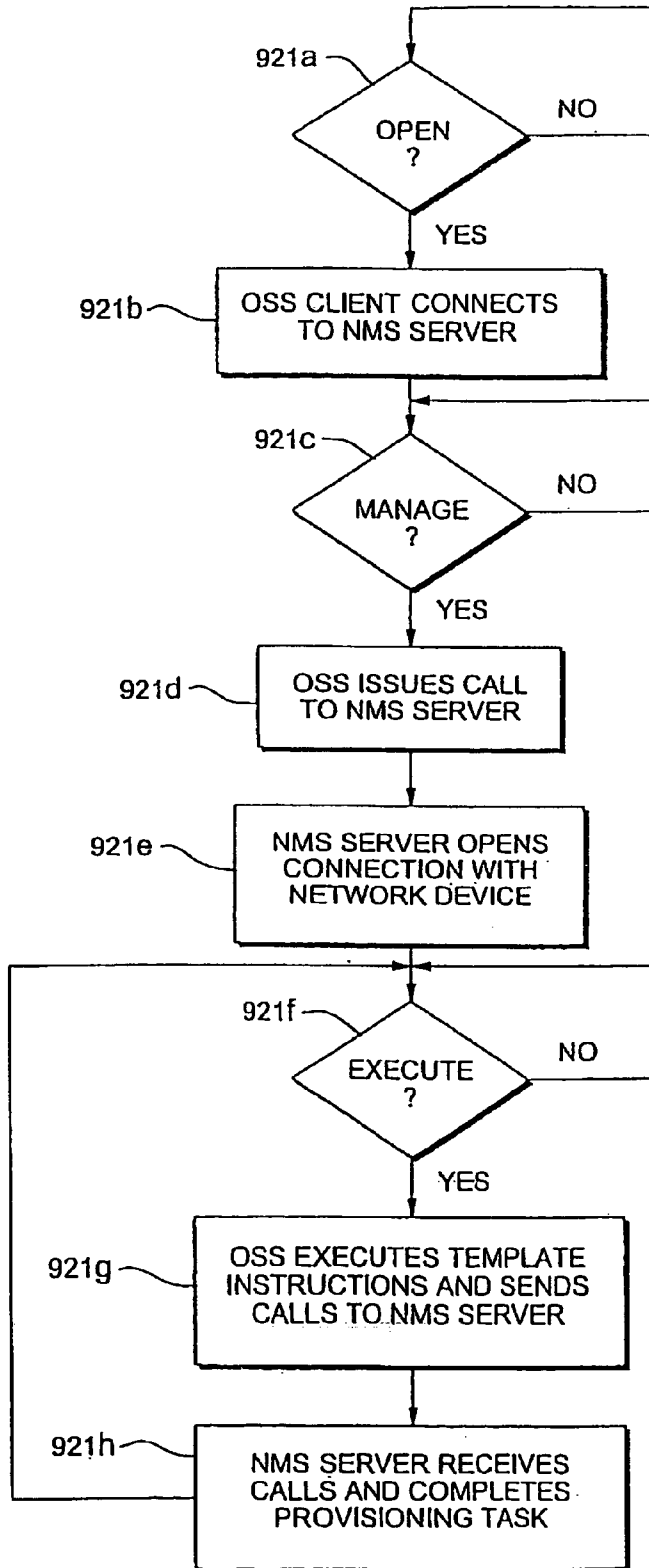 921a
OPEN
?
NO
YES
921b
OSS CLIENT CONNECTS
TO NMS SERVER
921c
MANAGE
?
NO
YES
921d
OSS ISSUES CALL
TO NMS SERVER
921e
NMS SERVER OPENS
CONNECTION WITH
NETWORK DEVICE
921f
EXECUTE
?
NO
YES
921g
OSS EXECUTES TEMPLATE
INSTRUCTIONS AND SENDS
CALLS TO NMS SERVER
921h
NMS SERVER RECEIVES
CALLS AND COMPLETES
PROVISIONING TASK